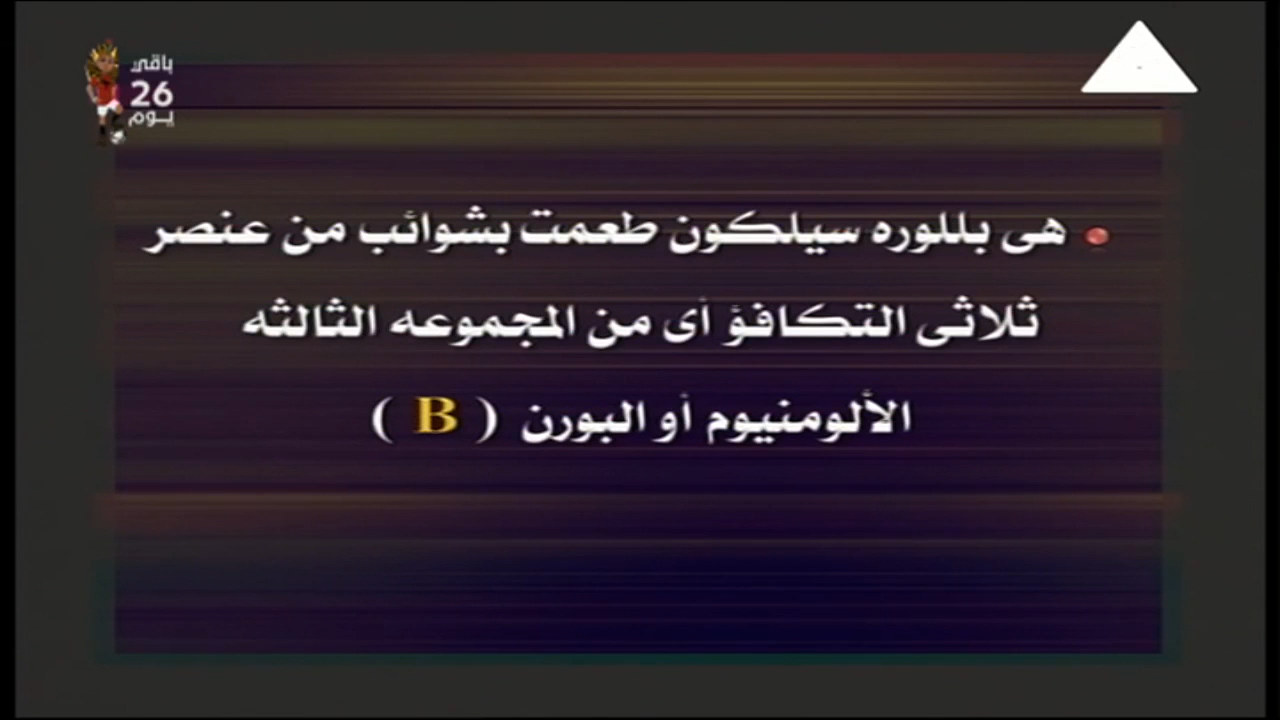 باقي
26
يوم
هى بللوره سيلكون طعمت بشوائب من عنصر
ثلاثى التكافؤ أى من المجموعه الثالثه
الألومنيوم أو البورن ( B )